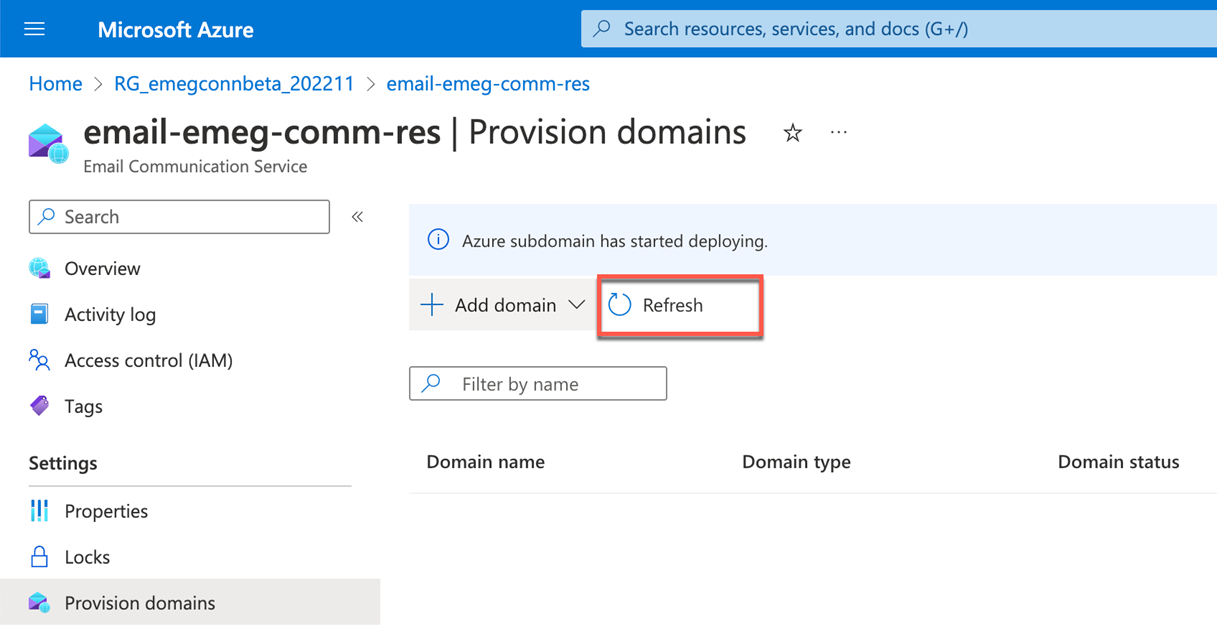 Microsoft Azure
Search resources, services, and docs (G+/)
Home > RG_emegconnbeta_202211 > email-emeg-comm-res
email-emeg-comm-res | Provision domains
Email Communication Service
Search
Overview
Activity log
Access control (IAM)
Tags
Settings
Properties
Locks
Provision domains
Azure subdomain has started deploying.
Add domain
Refresh
Filter by name
Domain name Domain type Domain status